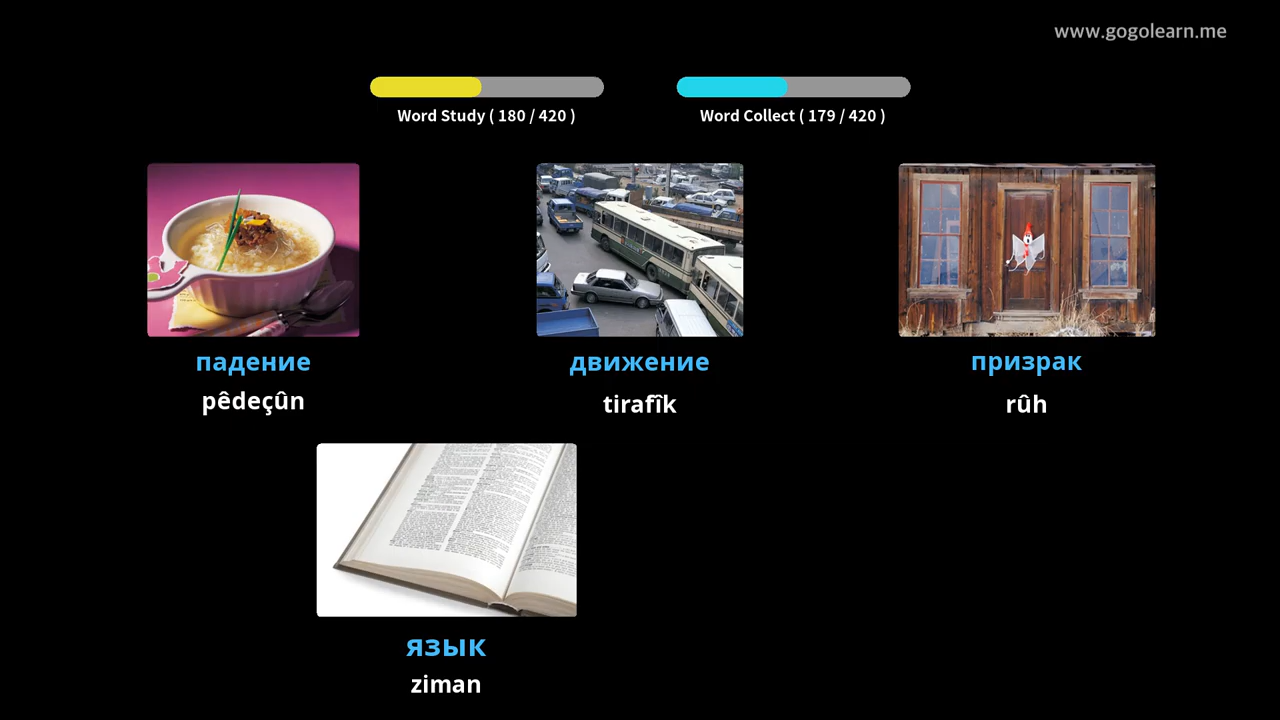 www.gogolearn.me
Word Study ( 180 / 420 )
Word Collect ( 179 / 420 )
падение
pêdeçûn
движение
tirafîk
призрак
rûh
язык
ziman